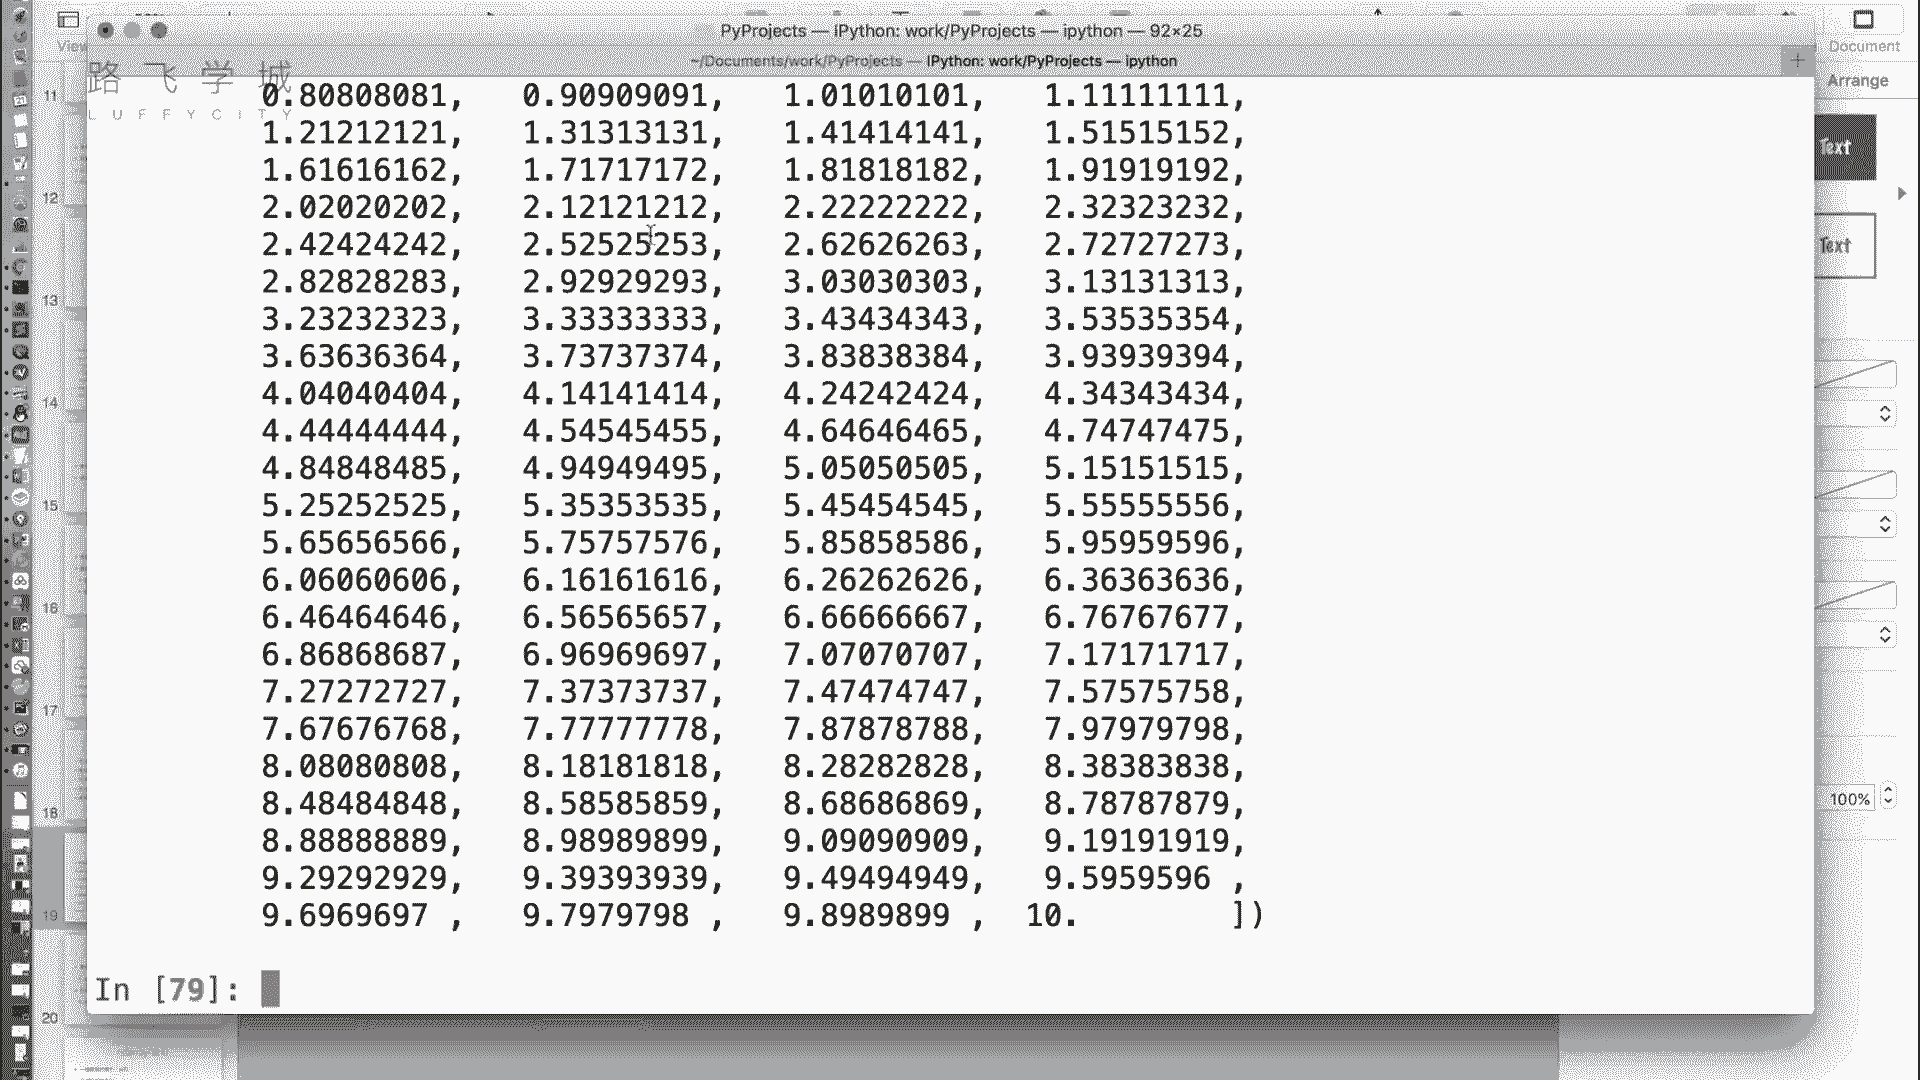 PyProjects — IPython: work/PyProjects — ipython — 92×25
~/Documents/work/PyProjects — IPython: work/PyProjects — ipython
+
View
Document
Arrange
路飞学城
LUFFYCITY
0.80808081, 0.90909091, 1.01010101, 1.11111111,
1.21212121, 1.31313131, 1.41414141, 1.51515152,
1.61616162, 1.71717172, 1.81818182, 1.91919192,
2.02020202, 2.12121212, 2.22222222, 2.32323232,
2.42424242, 2.52525253, 2.62626263, 2.72727273,
2.82828283, 2.92929293, 3.03030303, 3.13131313,
3.23232323, 3.33333333, 3.43434343, 3.53535354,
3.63636364, 3.73737374, 3.83838384, 3.93939394,
4.04040404, 4.14141414, 4.24242424, 4.34343434,
4.44444444, 4.54545455, 4.64646465, 4.74747475,
4.84848485, 4.94949495, 5.05050505, 5.15151515,
5.25252525, 5.35353535, 5.45454545, 5.55555556,
5.65656566, 5.75757576, 5.85858586, 5.95959596,
6.06060606, 6.16161616, 6.26262626, 6.36363636,
6.46464646, 6.56565657, 6.66666667, 6.76767677,
6.86868687, 6.96969697, 7.07070707, 7.17171717,
7.27272727, 7.37373737, 7.47474747, 7.57575758,
7.67676768, 7.77777778, 7.87878788, 7.97979798,
8.08080808, 8.18181818, 8.28282828, 8.38383838,
8.48484848, 8.58585859, 8.68686869, 8.78787879,
8.88888889, 8.98989899, 9.09090909, 9.19191919,
9.29292929, 9.39393939, 9.49494949, 9.5959596 ,
9.6969697 , 9.7979798 , 9.8989899 , 10. ])
In [79]:
11
12
13
14
15
16
17
18
19
20
Text
Text
100%